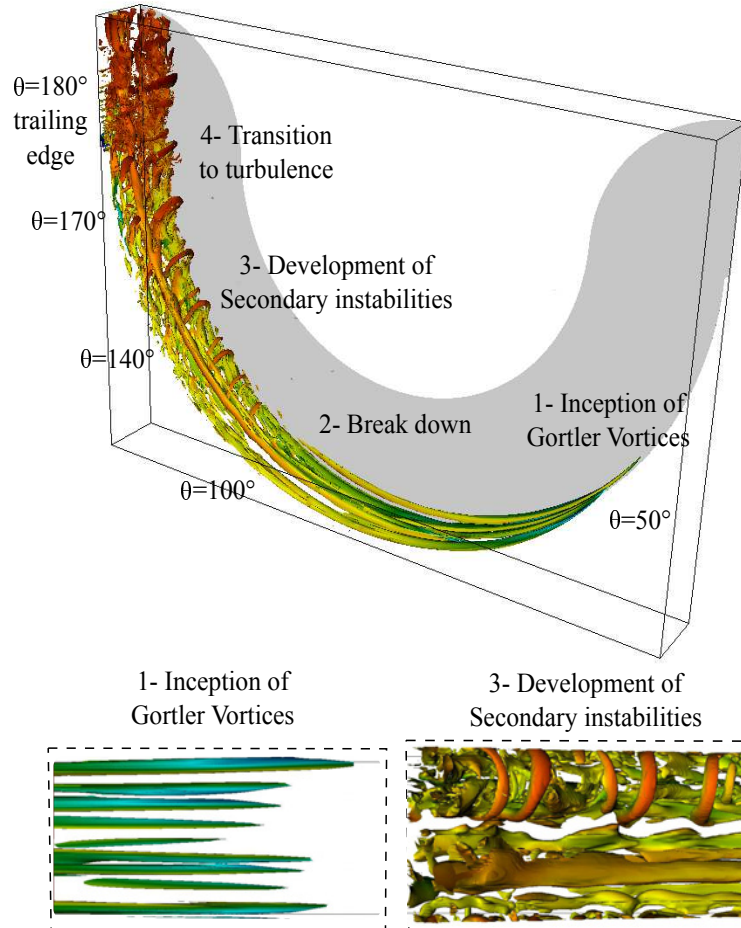 θ=180°
trailing
edge
4- Transition
to turbulence
θ=170°
3- Development of
Secondary instabilities
θ=140°
2- Break down
1- Inception of
Gortler Vortices
θ=100°
θ=50°
1- Inception of
Gortler Vortices
3- Development of
Secondary instabilities